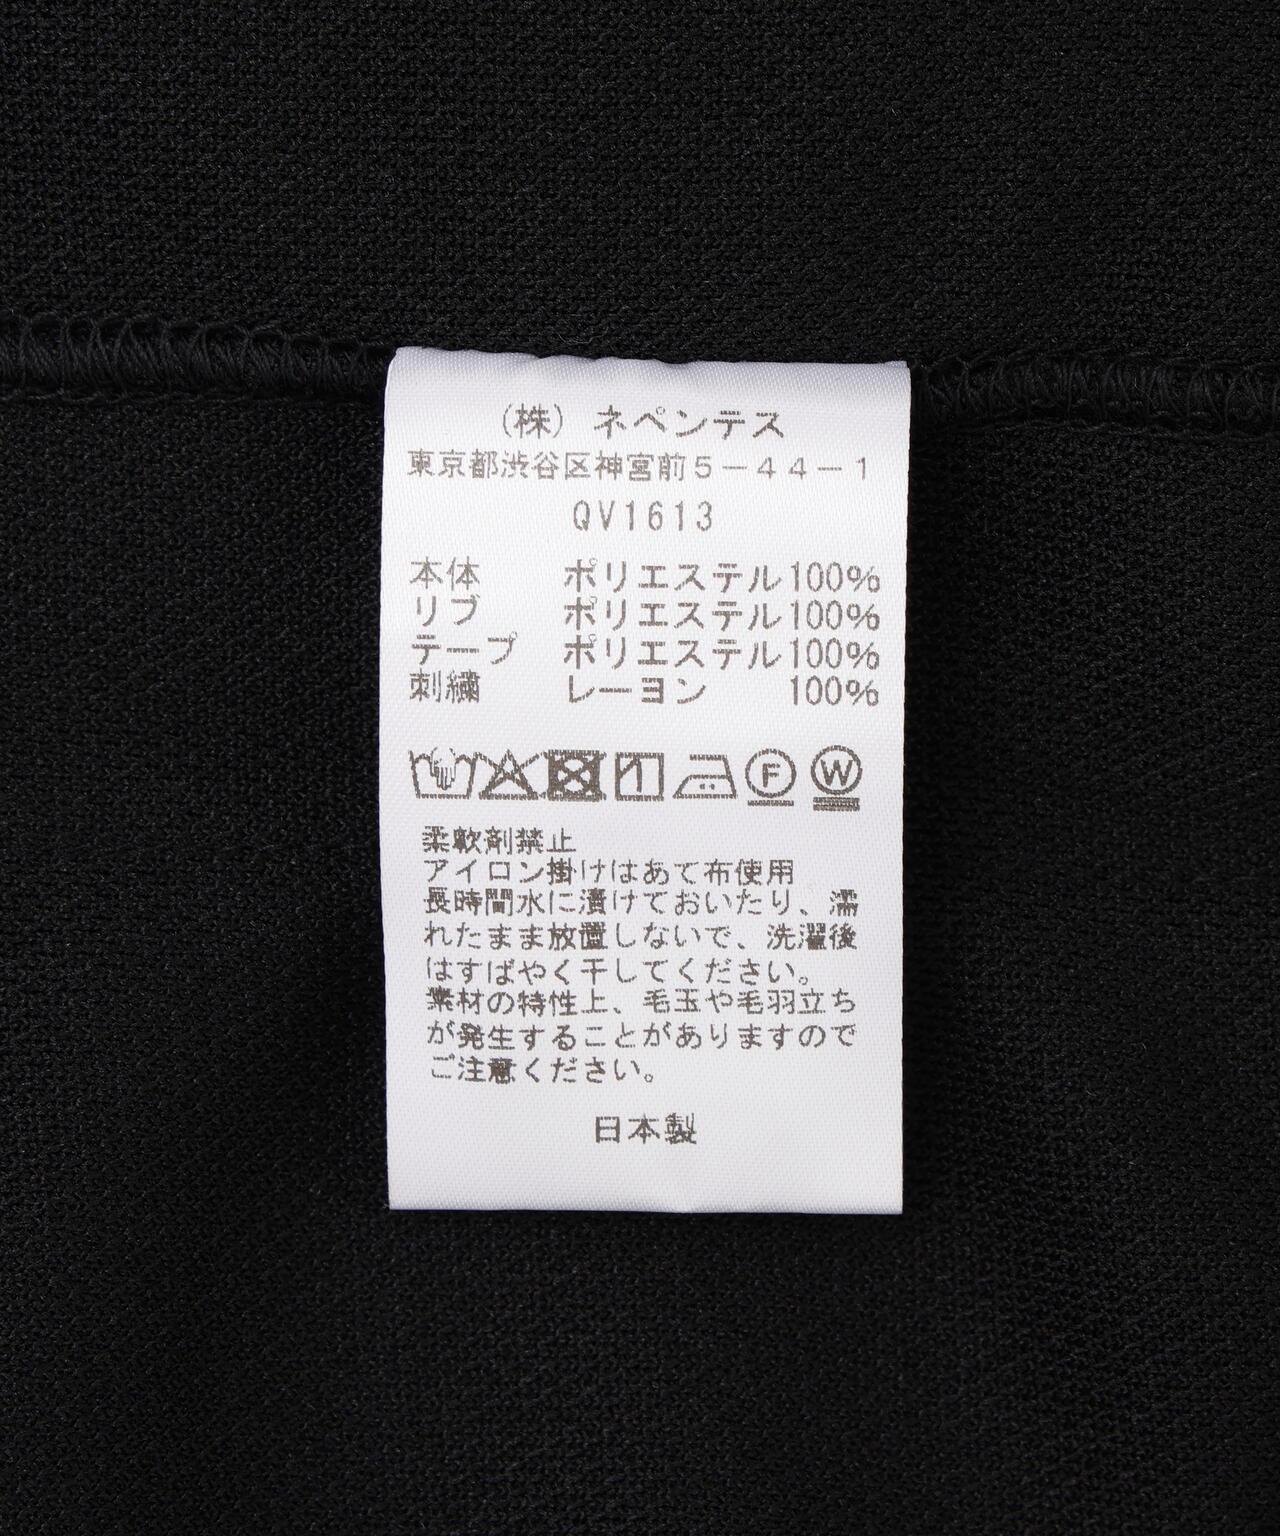 (株) ネペンテス
東京都渋谷区神宮前5-44-1
QV1613
本体 ポリエステル100%
リブ ポリエステル100%
テープ ポリエステル100%
刺繍 レーヨン 100%
F W
柔軟剤禁止
アイロン掛けはあて布使用
長時間水に漬けておいたり、濡
れたまま放置しないで、洗濯後
はすばやく干してください。
素材の特性上、毛玉や毛羽立ち
が発生することがありますので
ご注意ください。
日本製